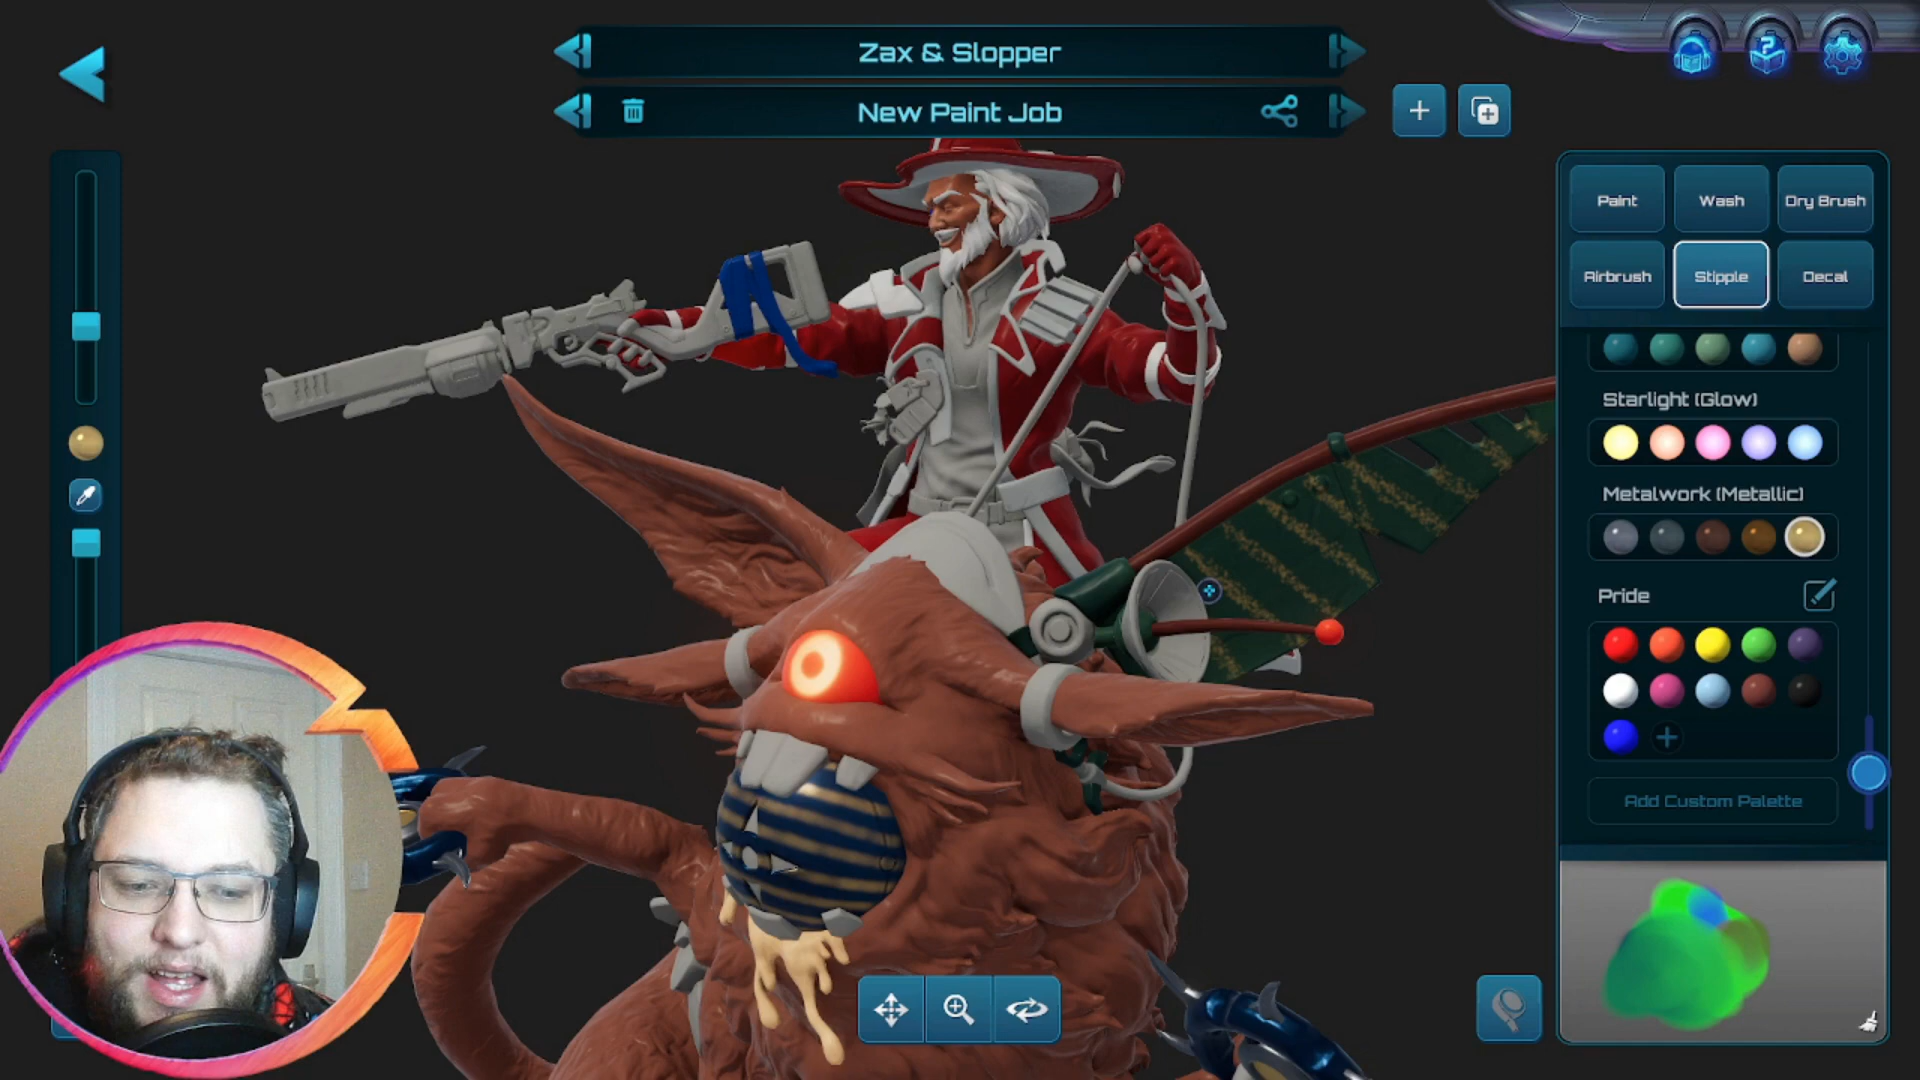 Zax & Slopper
New Paint Job
Paint
Wash
Dry Brush
Airbrush
Stipple
Decal
Starlight (Glow)
Metalwork (Metallic)
Pride
Add Custom Palette